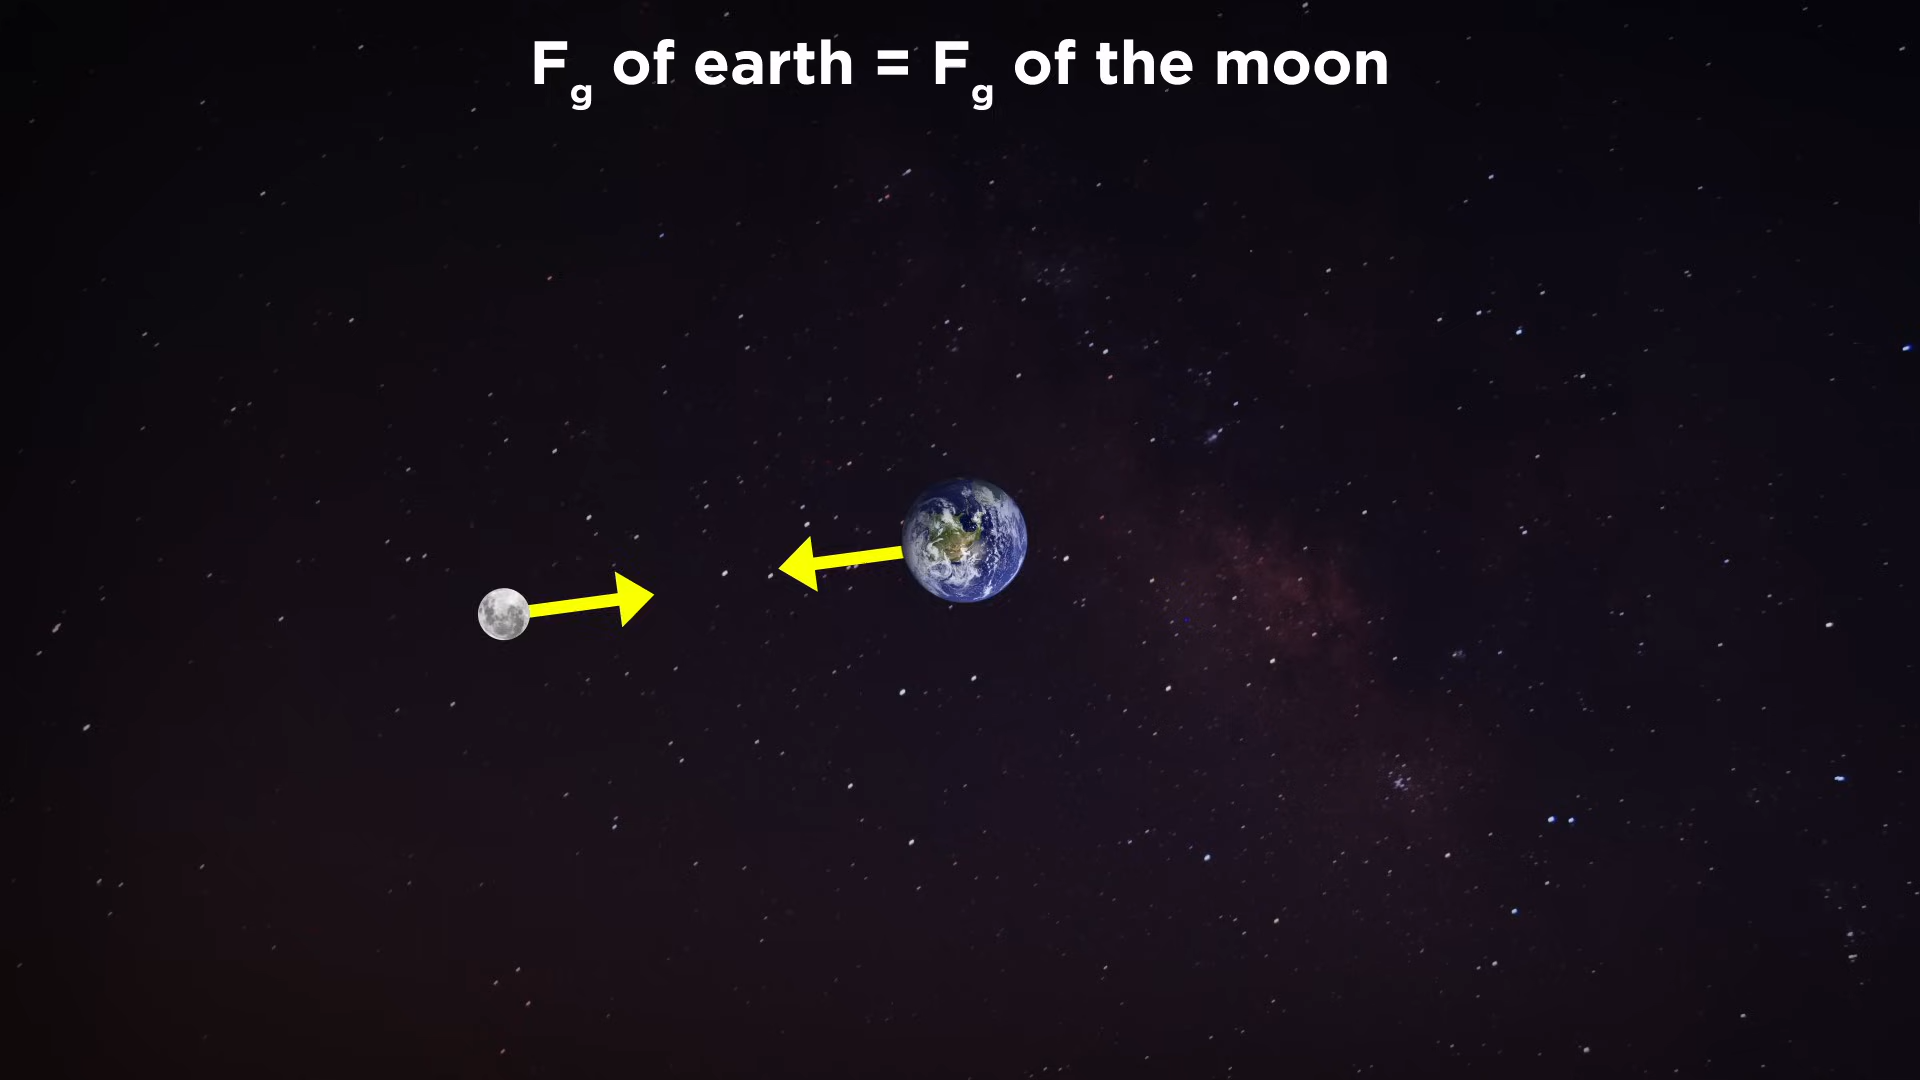 Fg of earth = Fg of the moon